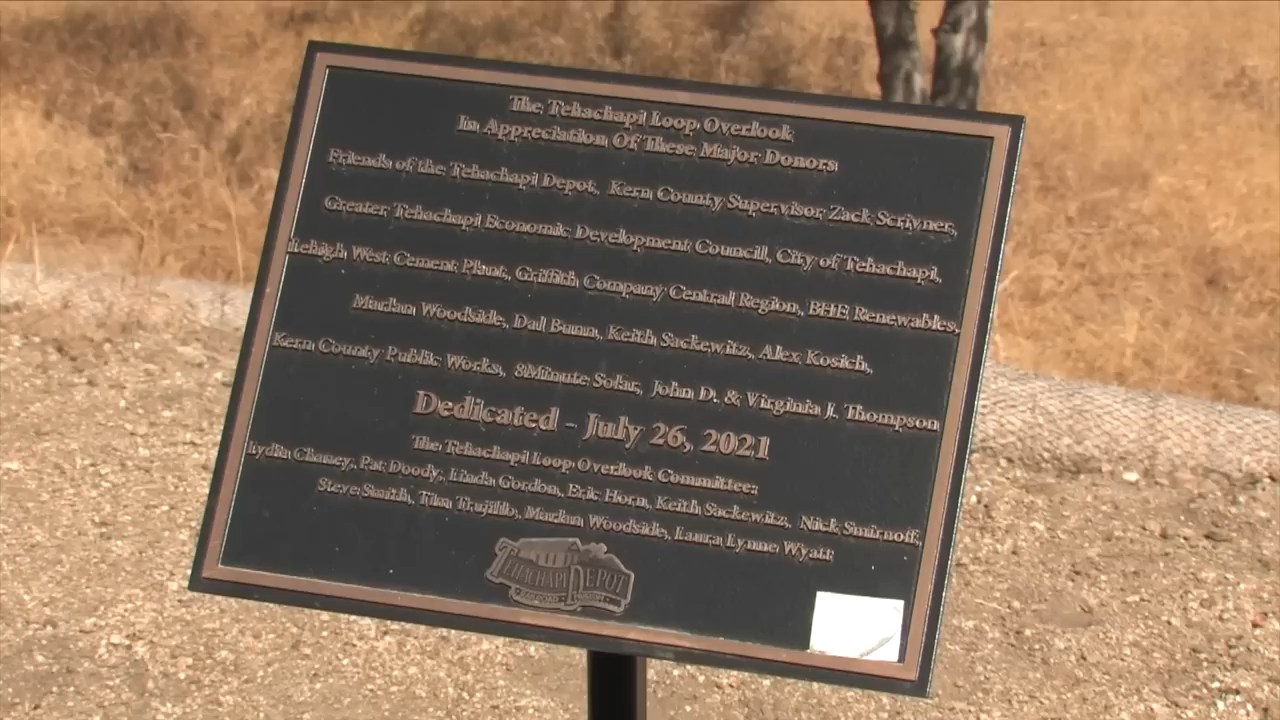 The Tehachapi Loop Overlook
In Appreciation Of These Major Donors
Friends of the Tehachapi Depot, Kern County Supervisor Zack Scrivner,
Greater Tehachapi Economic Development Council, City of Tehachapi,
Lehigh West Cement Plant, Griffith Company Central Region, BHE Renewables,
Marlan Woodside, Dal Bunn, Keith Sackewitz, Alex Kosich,
Kern County Public Works, 8Minute Solar, John D. & Virginia J. Thompson
Dedicated - July 26, 2021
The Tehachapi Loop Overlook Committee:
Lydia Chaney, Pat Doody, Linda Gordon, Eric Horn, Keith Sackewitz, Nick Smirnoff,
Steve Smith, Tim Trujillo, Marlan Woodside, Laura Lynne Wyatt
TEHACHAPI DEPOT
RAILROAD MUSEUM